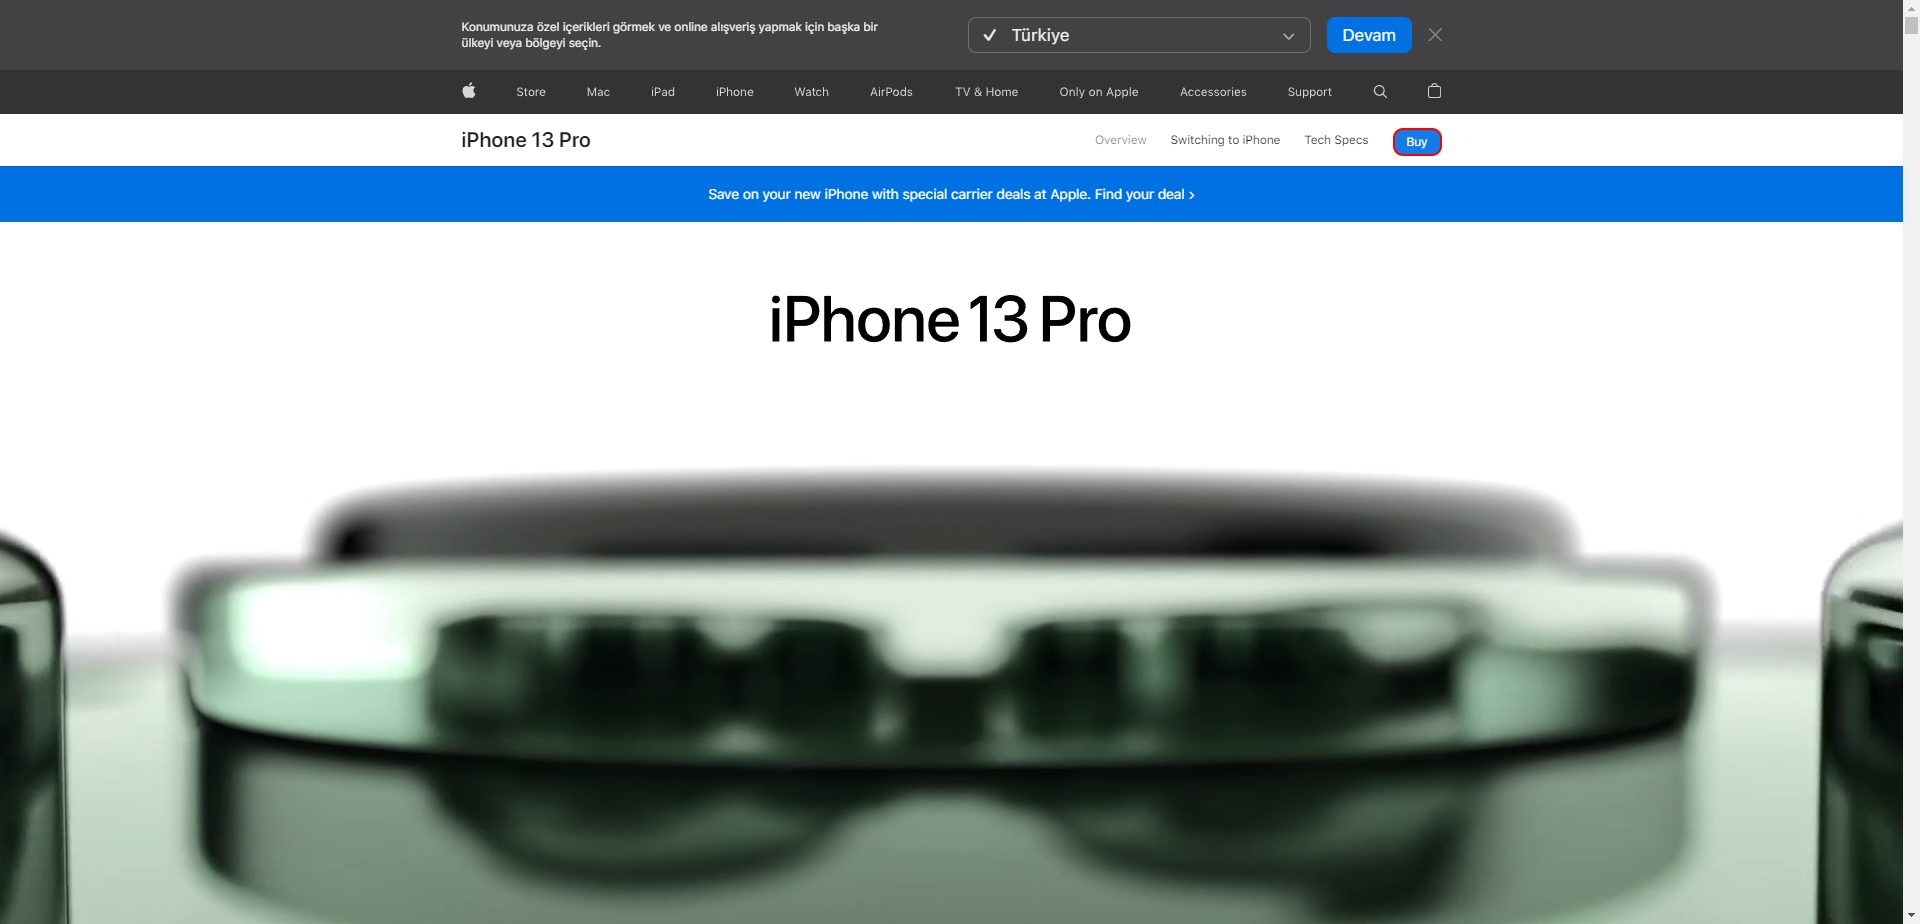 Konumunuza özel içerikleri görmek ve online alışveriş yapmak için başka bir
ülkeyi veya bölgeyi seçin.
Türkiye
Devam
Store Mac iPad iPhone Watch AirPods TV & Home Only on Apple Accessories Support
iPhone 13 Pro
Overview Switching to iPhone Tech Specs Buy
Save on your new iPhone with special carrier deals at Apple. Find your deal >
iPhone 13 Pro